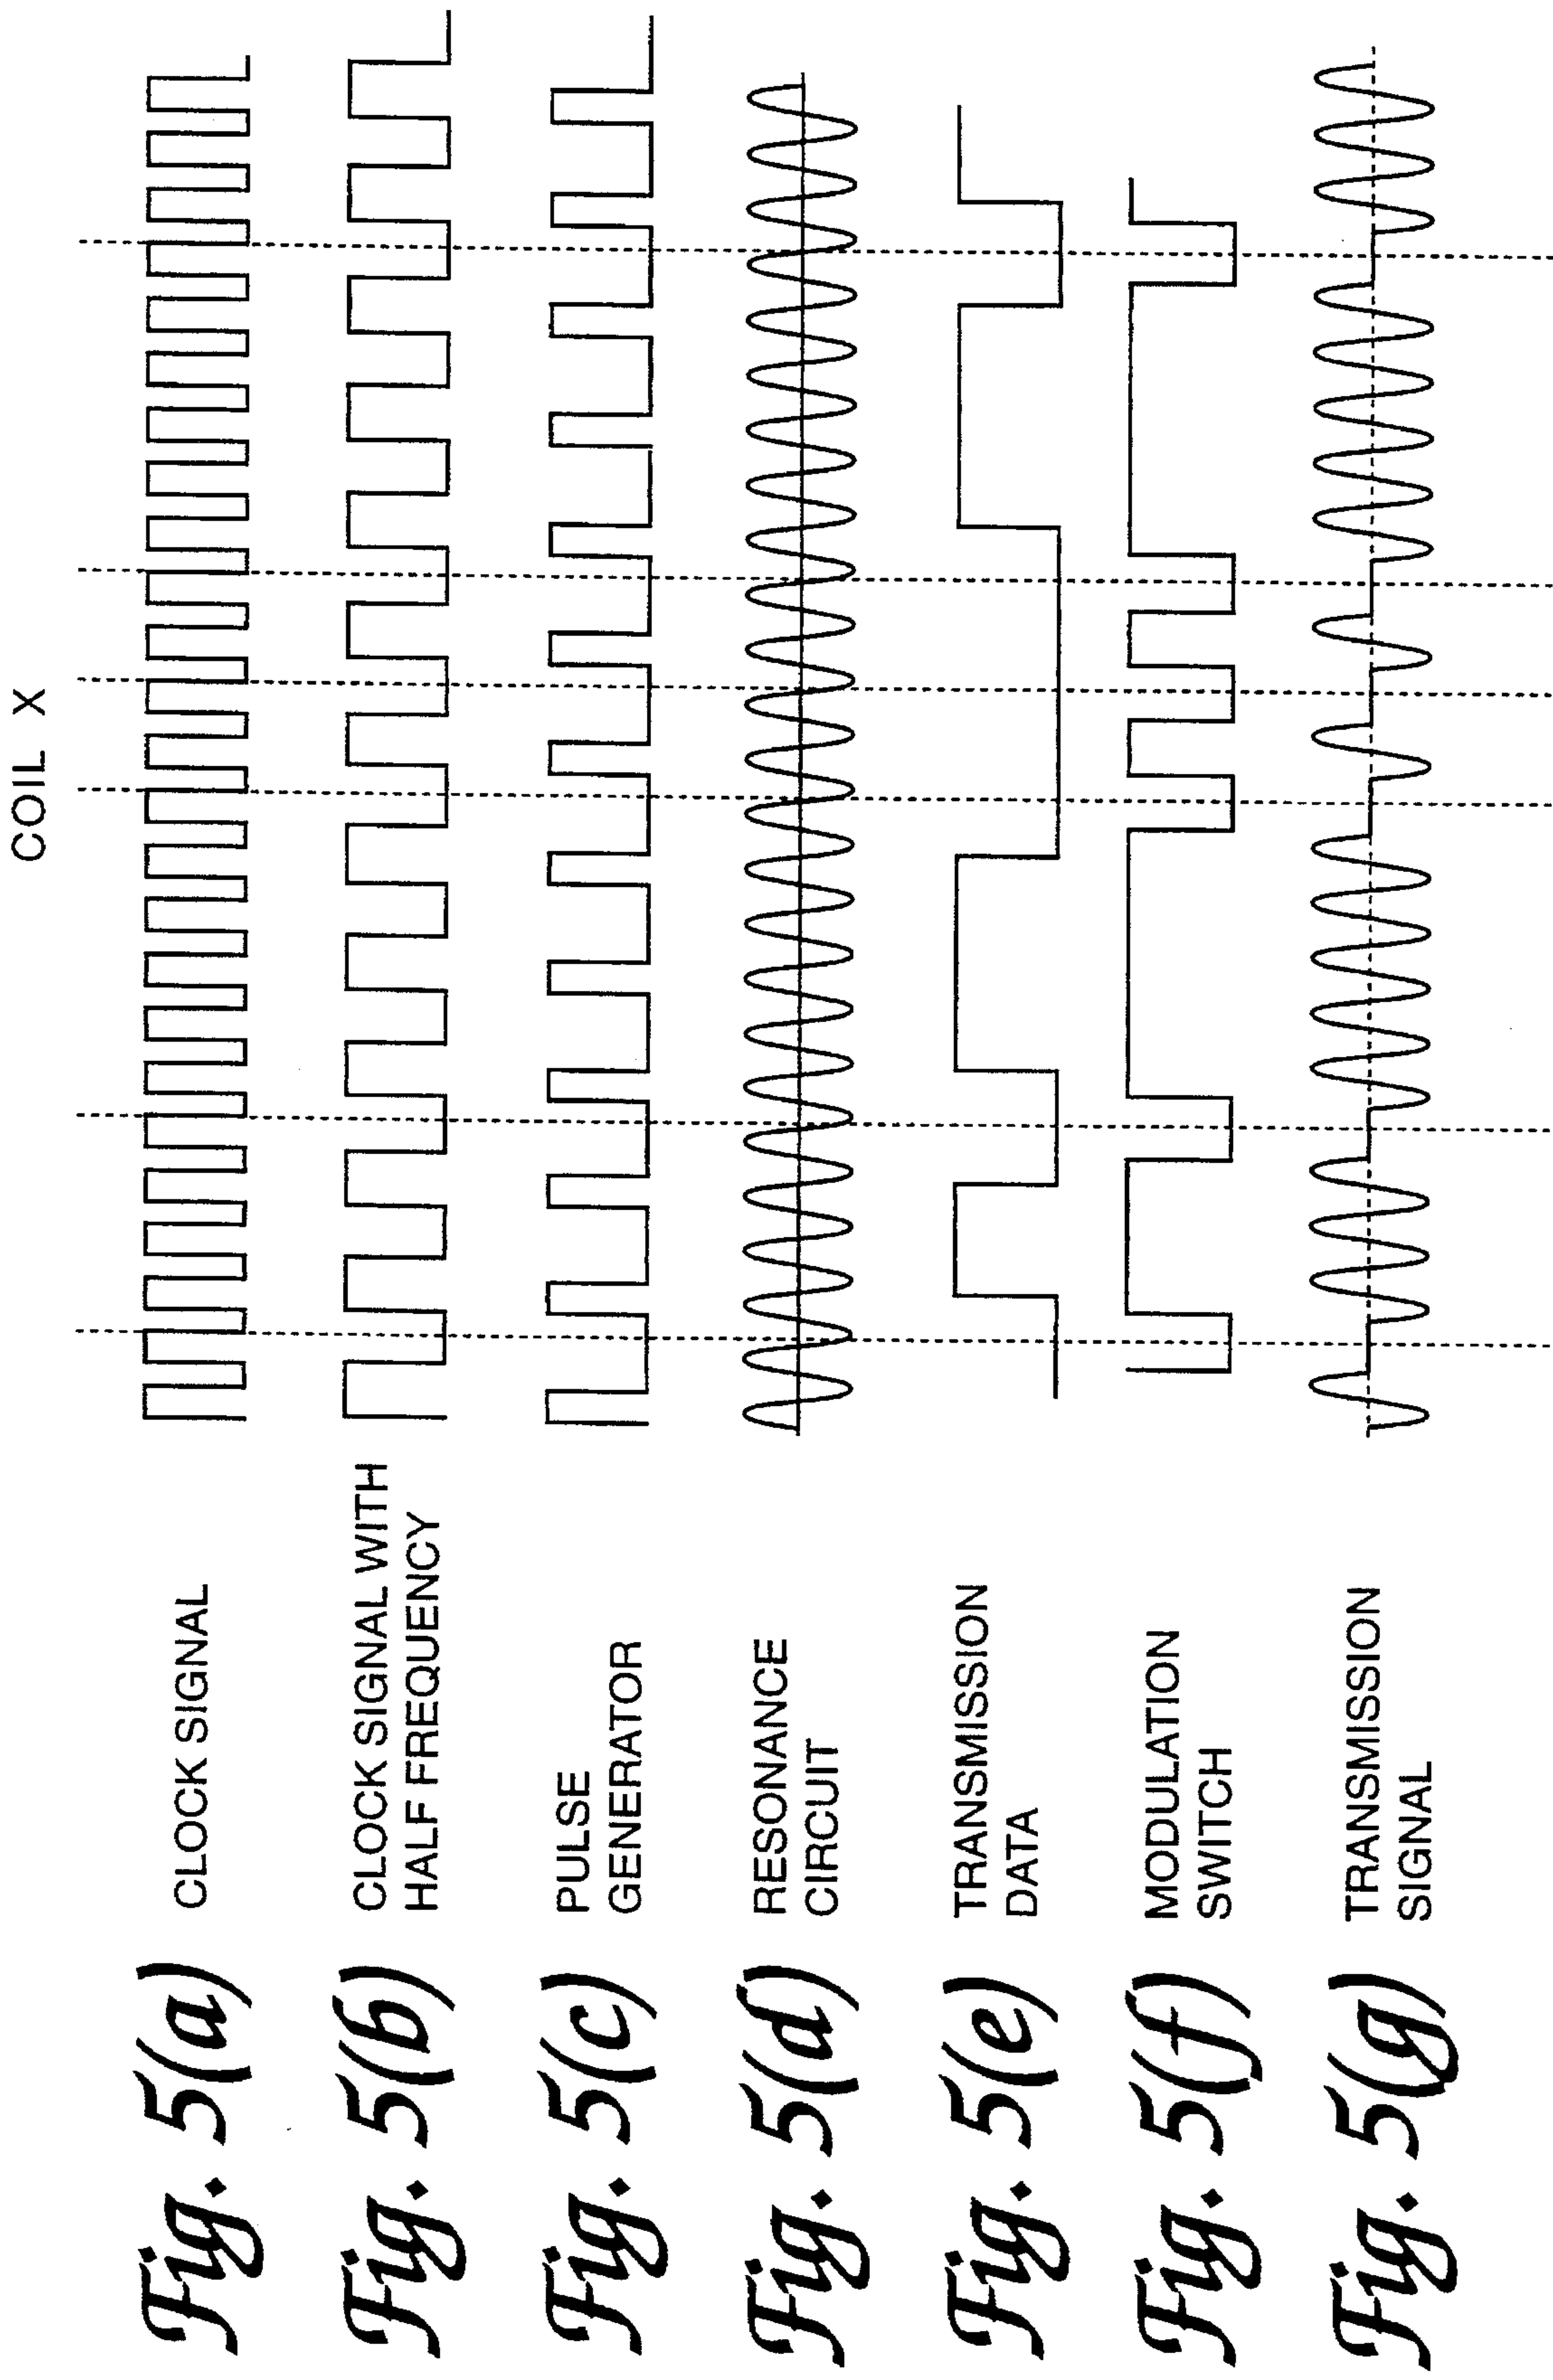 COIL X
Fig. 5(a) CLOCK SIGNAL
Fig. 5(b) CLOCK SIGNAL WITH
HALF FREQUENCY
Fig. 5(c) PULSE
GENERATOR
Fig. 5(d) RESONANCE
CIRCUIT
Fig. 5(e) TRANSMISSION
DATA
Fig. 5(f) MODULATION
SWITCH
Fig. 5(g) TRANSMISSION
SIGNAL